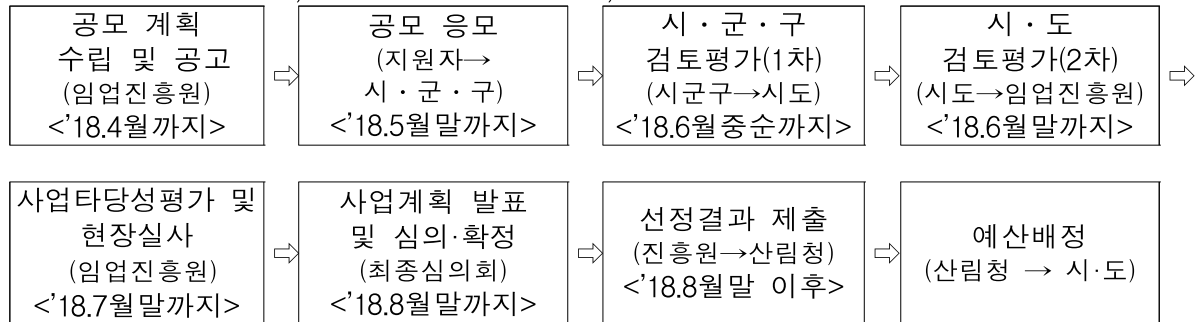 공모 계획
수립 및 공고
(임업진흥원)
<'18.4월까지>
⇨
공모 응모
(지원자→
시・군・구)
<'18.5월말까지>
⇨
시・군・구
검토평가(1차)
(시군구→시도)
<'18.6월중순까지>
⇨
시・도
검토평가(2차)
(시도→임업진흥원)
<'18.6월말까지>
⇨
사업타당성평가 및
현장실사
(임업진흥원)
<'18.7월말까지>
⇨
사업계획 발표
및 심의·확정
(최종심의회)
<'18.8월말까지>
⇨
선정결과 제출
(진흥원→산림청)
<'18.8월말 이후>
⇨
예산배정
(산림청 → 시·도)